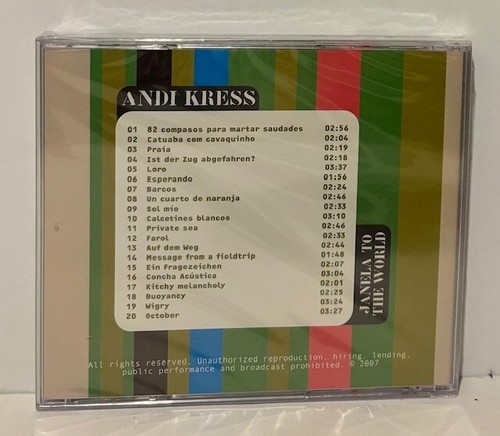 ANDI KRESS
01 82 compasos para martar saudades 02:56
02 Catuaba com cavaquinho 02:04
03 Praia 02:19
04 Ist der Zug abgefahren? 02:18
05 Loro 03:37
06 Esperando 01:56
07 Barcos 02:24
08 Un cuarto de naranja 02:46
09 Sol mio 02:33
10 Calcetines blancos 03:10
11 Private sea 02:46
12 Farol 02:33
13 Auf dem Weg 02:44
14 Message from a fieldtrip 01:48
15 Ein Fragezeichen 02:07
16 Concha Acústica 03:04
17 Kitchy melancholy 02:01
18 Buoyancy 02:25
19 Wigry 03:24
20 October 03:27
JANELA TO
THE WORLD
All rights reserved. Unauthorized reproduction, hiring, lending,
public performance and broadcast prohibited. © 2007